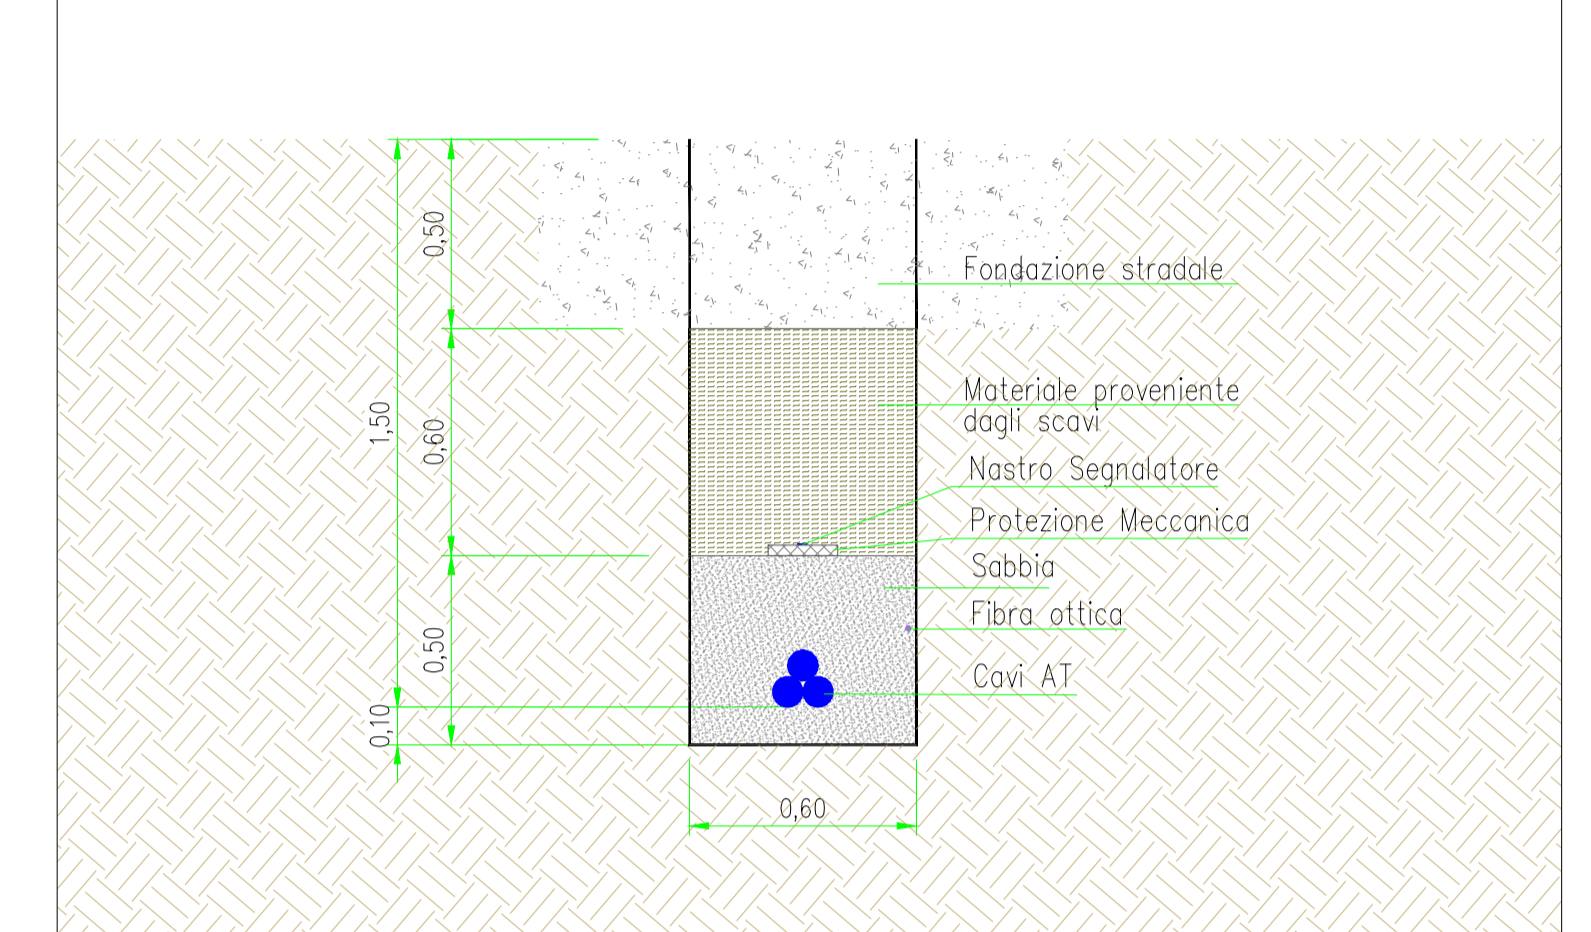 0,50
Fondazione stradale
Materiale proveniente
dagli scavi
1,50
0,60
Nastro Segnalatore
Protezione Meccanica
Sabbia
Fibra ottica
0,50
Cavi AT
0,10
0,60